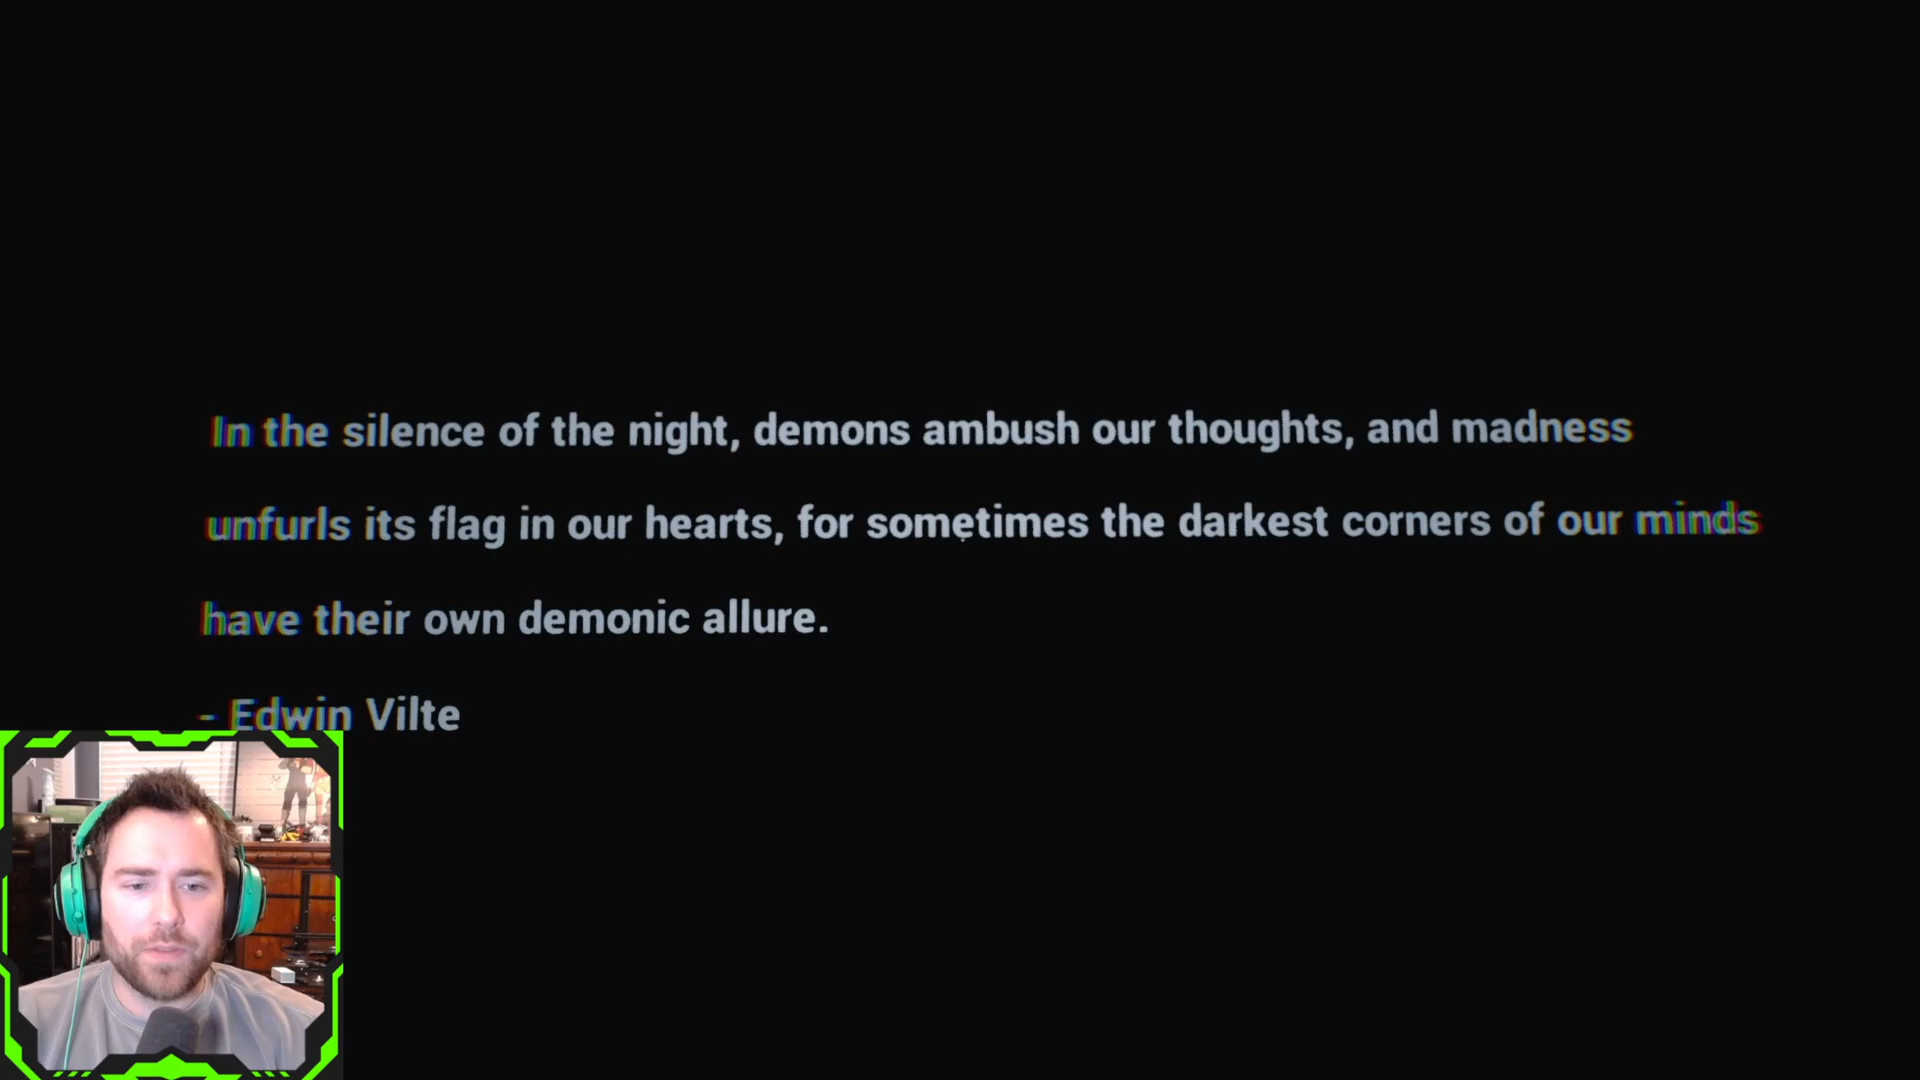 In the silence of the night, demons ambush our thoughts, and madness
unfurls its flag in our hearts, for sometimes the darkest corners of our minds
have their own demonic allure.
- Edwin Vilte